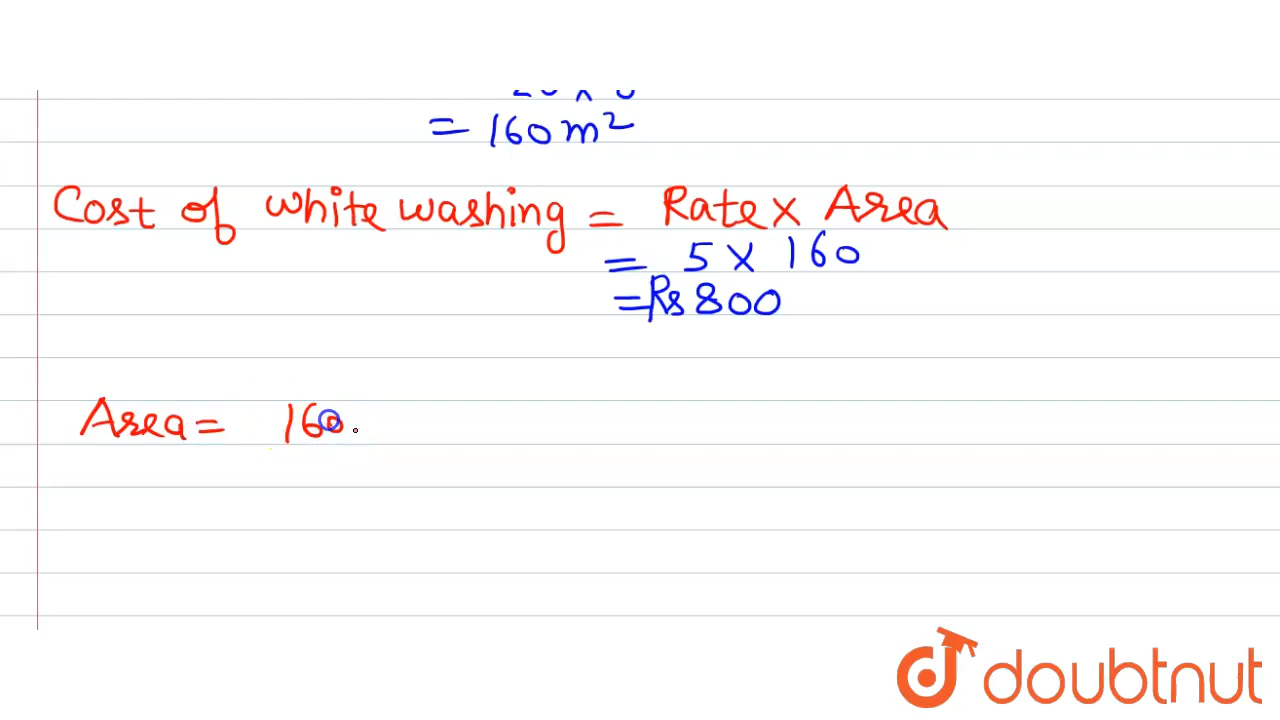 = 160 m²
Cost of white washing = Rate x Area
= 5 x 160
= Rs 800
Area = 160
doubtnut